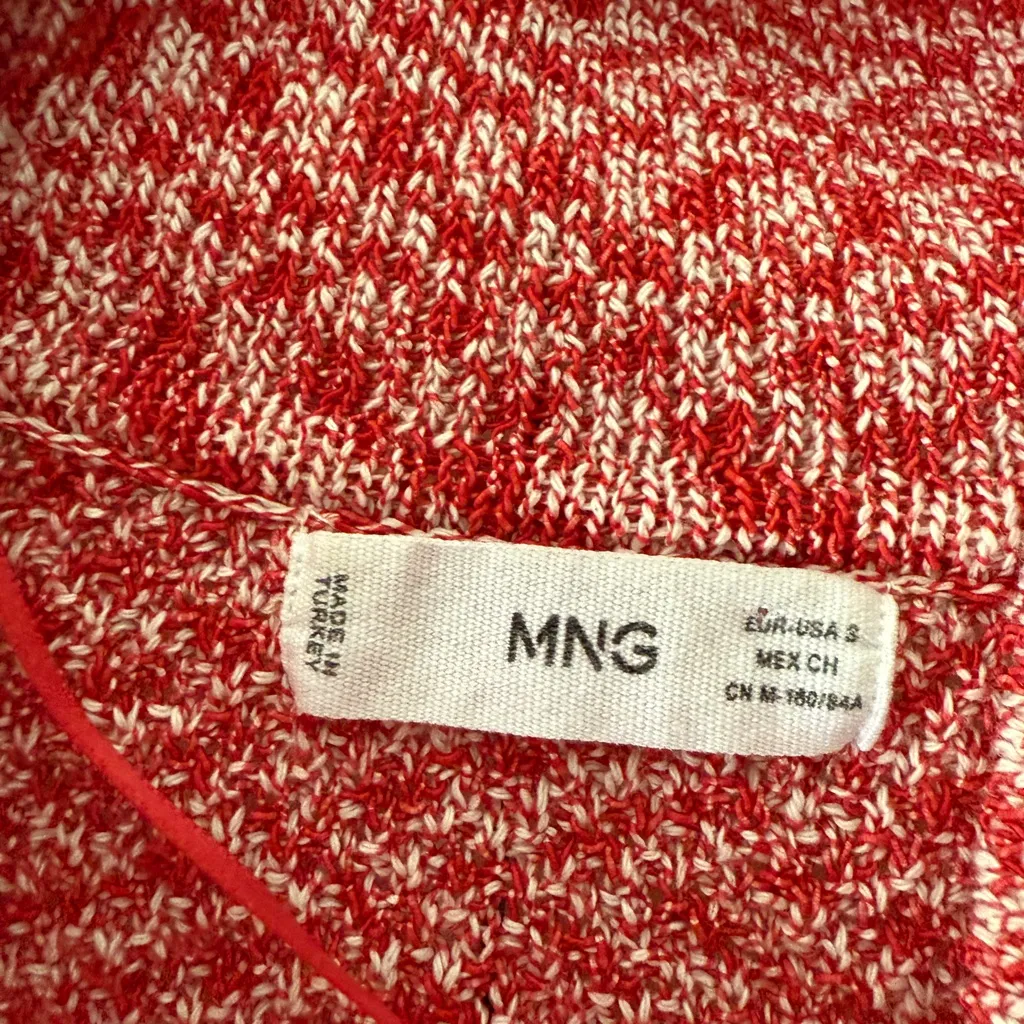 MADE IN
TURKEY
MNG
EUR-USA S
MEX CH
CN M-160/84A